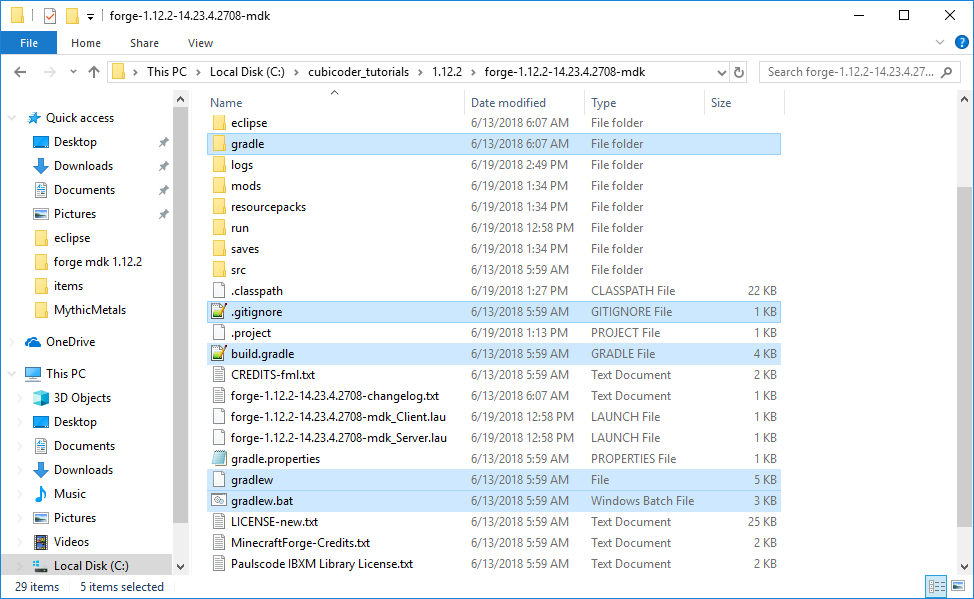 forge-1.12.2-14.23.4.2708-mdk
File Home Share View
This PC Local Disk (C:) cubicoder_tutorials 1.12.2 forge-1.12.2-14.23.4.2708-mdk Search forge-1.12.2-14.23.4.27...
Quick access
Desktop
Downloads
Documents
Pictures
eclipse
forge mdk 1.12.2
items
MythicMetals
OneDrive
This PC
3D Objects
Desktop
Documents
Downloads
Music
Pictures
Videos
Local Disk (C:)
Name Date modified Type Size
eclipse 6/13/2018 6:07 AM File folder
gradle 6/13/2018 6:07 AM File folder
logs 6/19/2018 2:49 PM File folder
mods 6/19/2018 1:34 PM File folder
resourcepacks 6/19/2018 1:34 PM File folder
run 6/19/2018 12:58 PM File folder
saves 6/19/2018 1:34 PM File folder
src 6/13/2018 5:59 AM File folder
.classpath 6/19/2018 1:27 PM CLASSPATH File 22 KB
.gitignore 6/13/2018 5:59 AM GITIGNORE File 1 KB
.project 6/19/2018 1:13 PM PROJECT File 1 KB
build.gradle 6/13/2018 5:59 AM GRADLE File 4 KB
CREDITS-fml.txt 6/13/2018 5:59 AM Text Document 2 KB
forge-1.12.2-14.23.4.2708-changelog.txt 6/13/2018 6:07 AM Text Document 1 KB
forge-1.12.2-14.23.4.2708-mdk_Client.lau 6/19/2018 12:58 PM LAUNCH File 1 KB
forge-1.12.2-14.23.4.2708-mdk_Server.lau 6/19/2018 12:58 PM LAUNCH File 1 KB
gradle.properties 6/13/2018 5:59 AM PROPERTIES File 1 KB
gradlew 6/13/2018 5:59 AM File 5 KB
gradlew.bat 6/13/2018 5:59 AM Windows Batch File 3 KB
LICENSE-new.txt 6/13/2018 5:59 AM Text Document 25 KB
MinecraftForge-Credits.txt 6/13/2018 5:59 AM Text Document 2 KB
Paulscode IBXM Library License.txt 6/13/2018 5:59 AM Text Document 2 KB
29 items 5 items selected